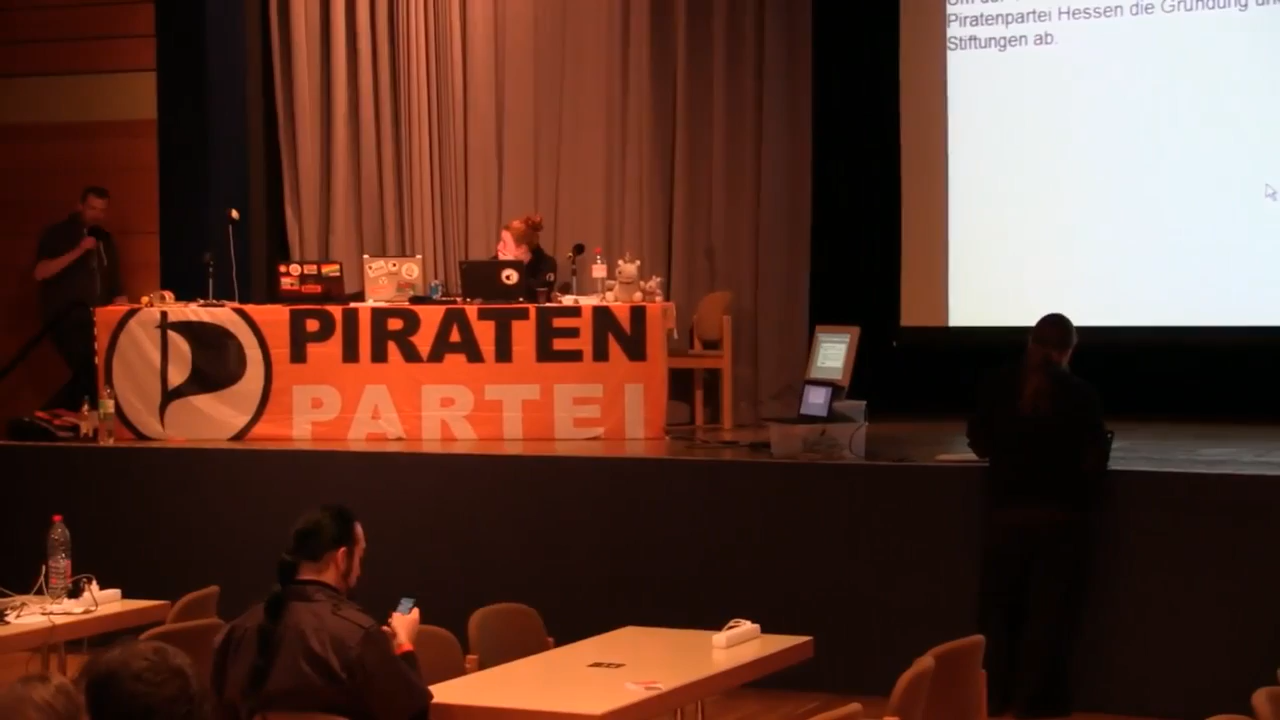 Piratenpartei Hessen die Gründung
Stiftungen ab.
PIRATEN
PARTEI